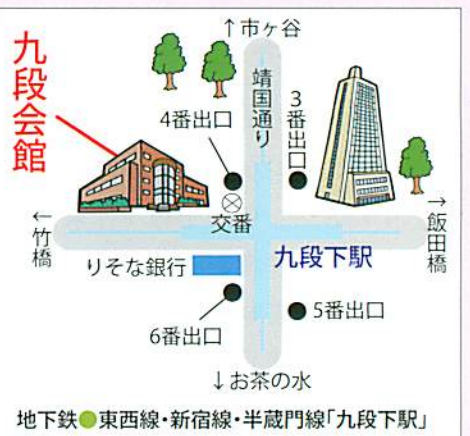 ↑市ヶ谷
九段会館
靖国通り
4番出口
3番出口
交番
←竹橋
→飯田橋
りそな銀行
九段下駅
6番出口
5番出口
↓お茶の水
地下鉄●東西線・新宿線・半蔵門線「九段下駅」